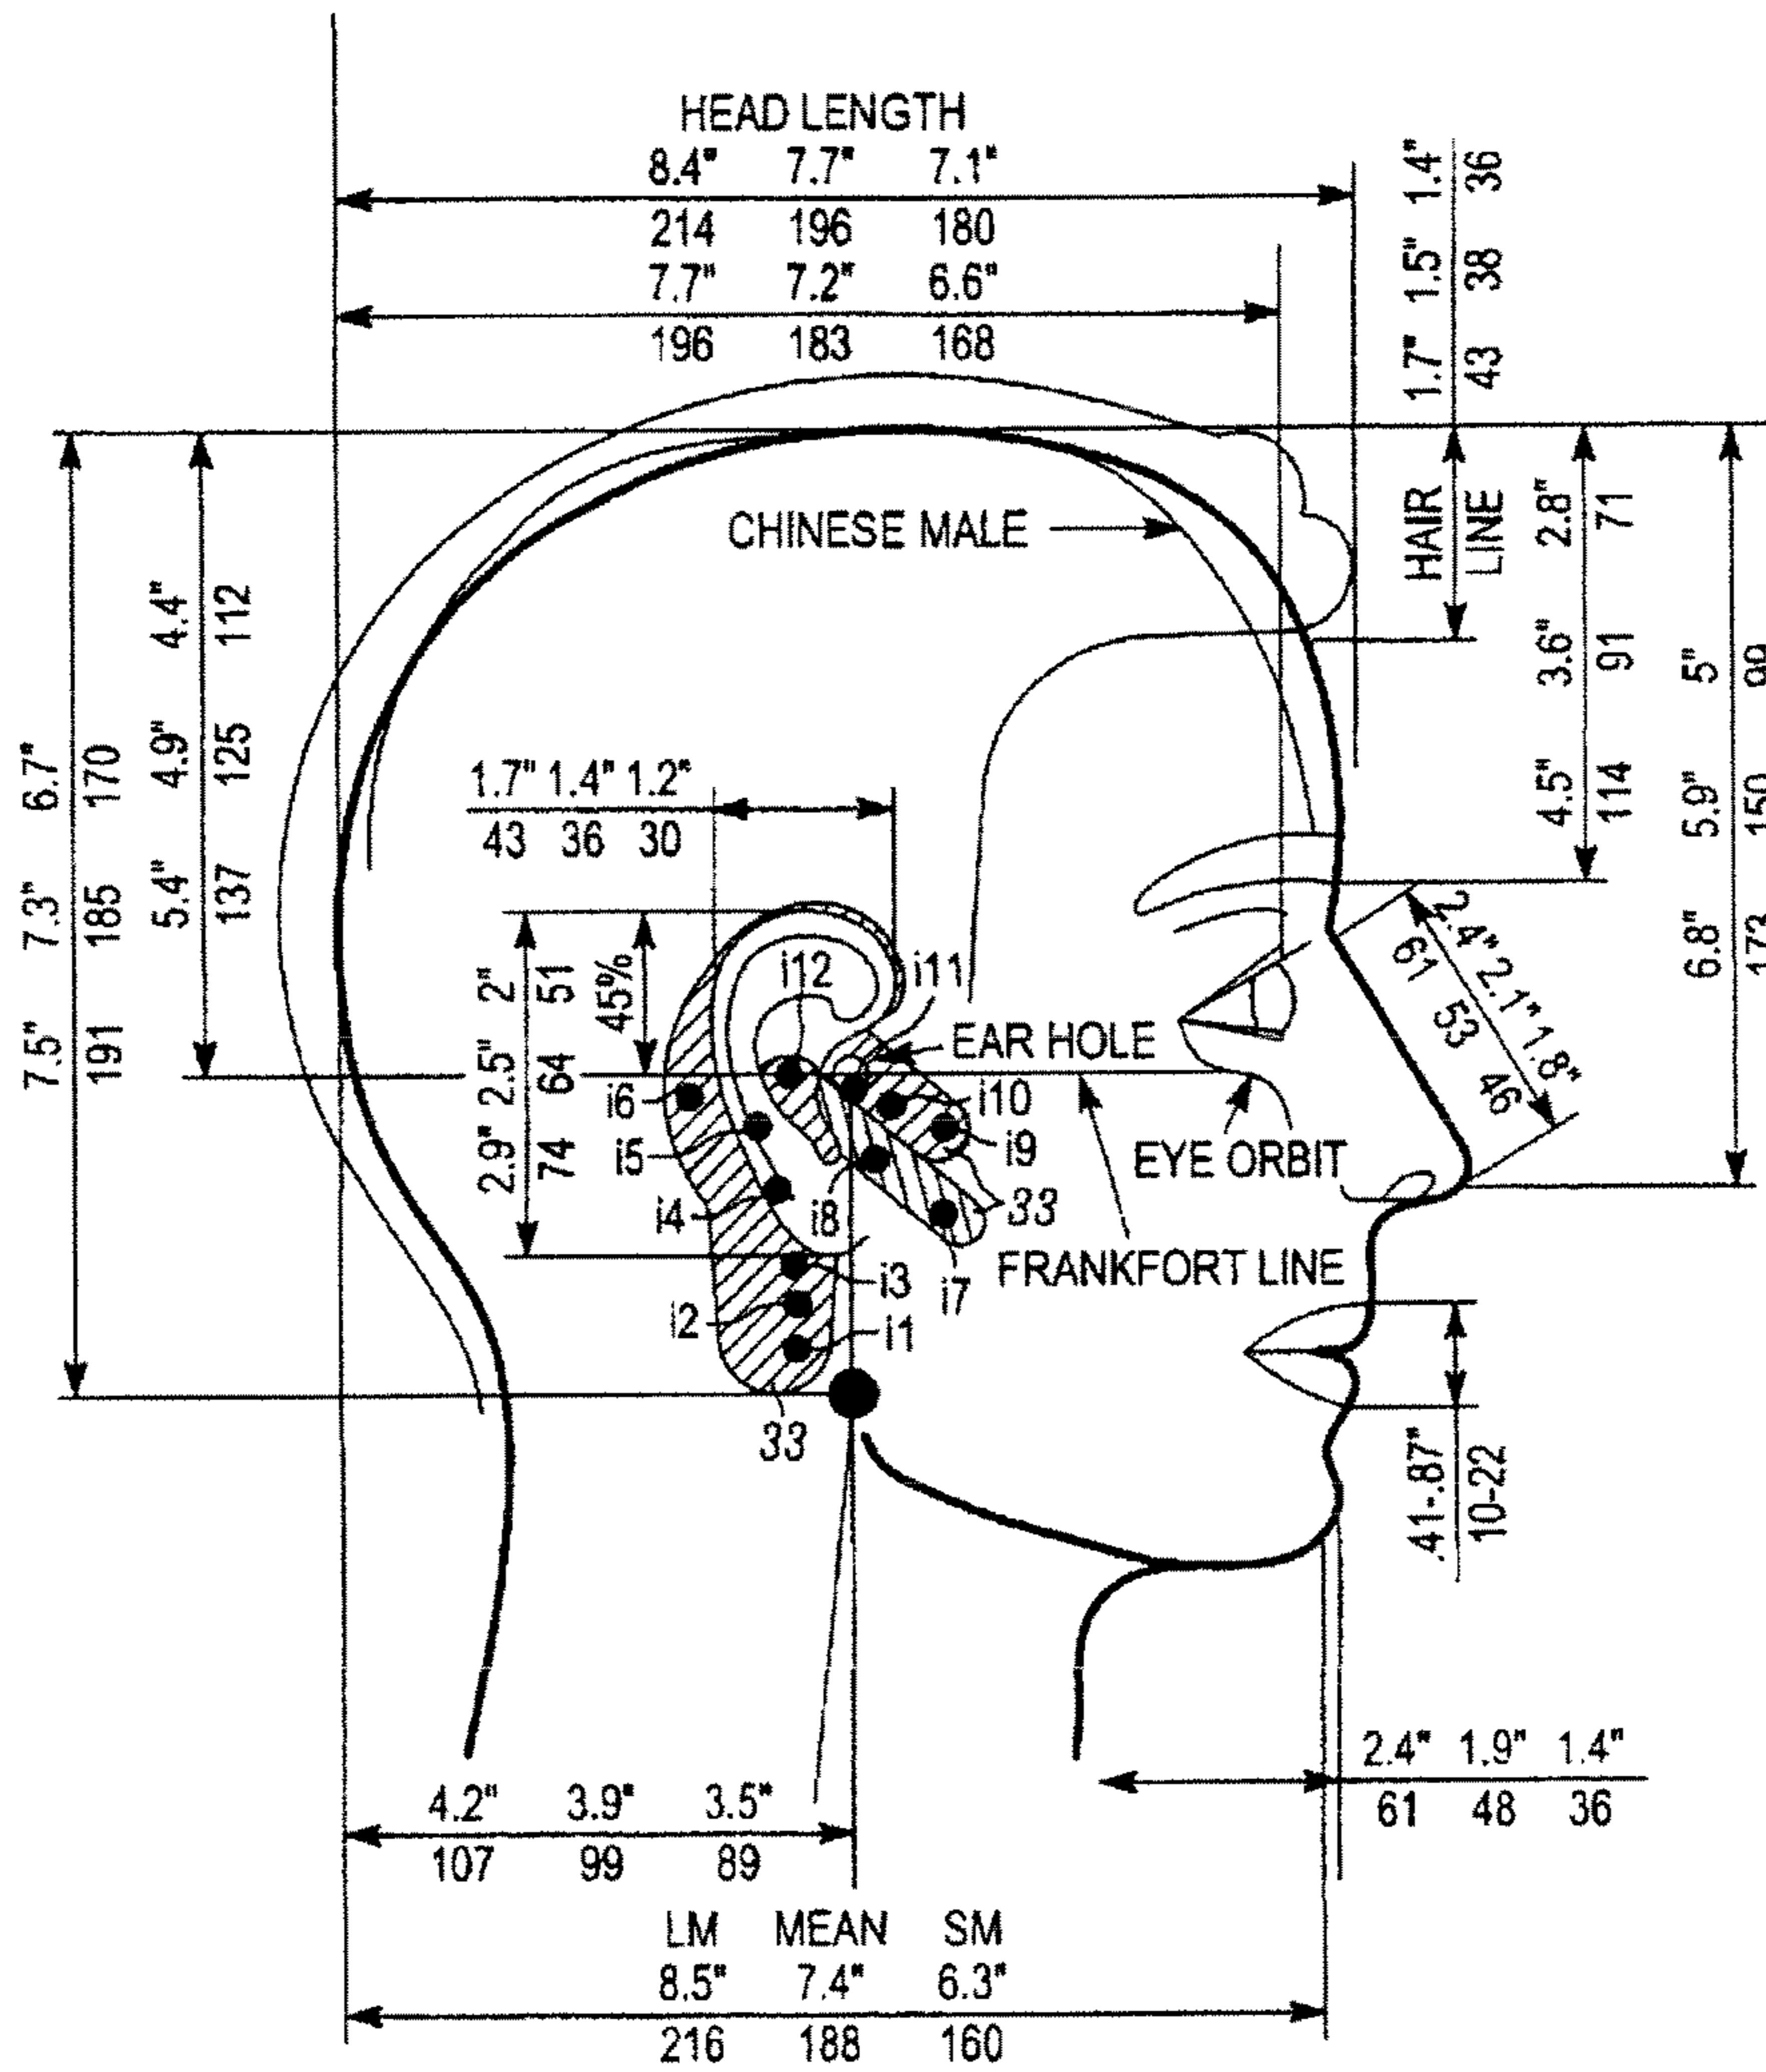 HEAD LENGTH
8.4" 7.7" 7.1"
214 196 180
7.7" 7.2" 6.6"
196 183 168
1.7" 1.5" 1.4"
43 38 36
HAIR
LINE
CHINESE MALE
4.5" 3.6" 2.8"
114 91 71
6.8" 5.9" 5"
173 150 99
7.5" 7.3" 6.7"
191 185 170
5.4" 4.9" 4.4"
137 125 112
1.7" 1.4" 1.2"
43 36 30
2.9" 2.5" 2"
74 64 51
45%
i12
i11
EAR HOLE
i6
i10
i5
i9
EYE ORBIT
i4
i8
33
i3
i7
FRANKFORT LINE
i2
i1
33
2.4" 2.1" 1.8"
61 53 46
.41-.87"
10-22
2.4" 1.9" 1.4"
61 48 36
4.2" 3.9" 3.5"
107 99 89
LM MEAN SM
8.5" 7.4" 6.3"
216 188 160